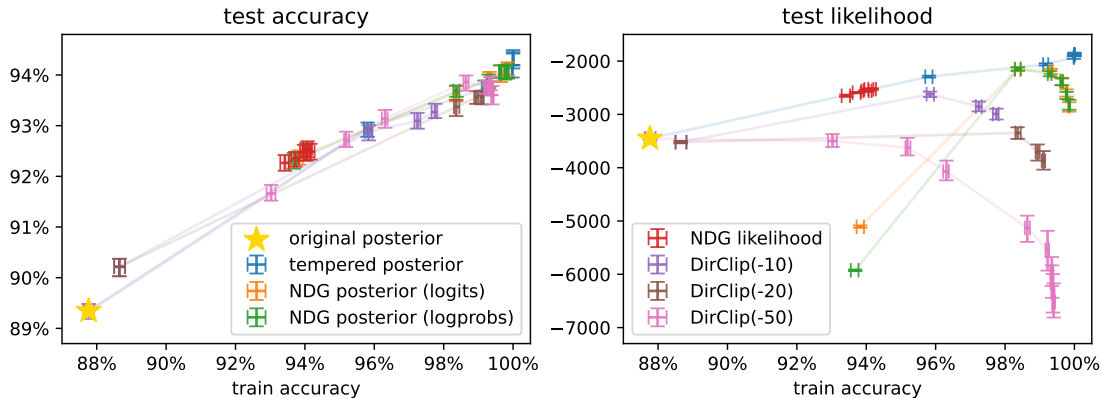 test accuracy
94%
93%
92%
91%
90%
89%
88% 90% 92% 94% 96% 98% 100%
train accuracy
original posterior
tempered posterior
NDG posterior (logits)
NDG posterior (logprobs)
test likelihood
−2000
−3000
−4000
−5000
−6000
−7000
88% 90% 92% 94% 96% 98% 100%
train accuracy
NDG likelihood
DirClip(-10)
DirClip(-20)
DirClip(-50)